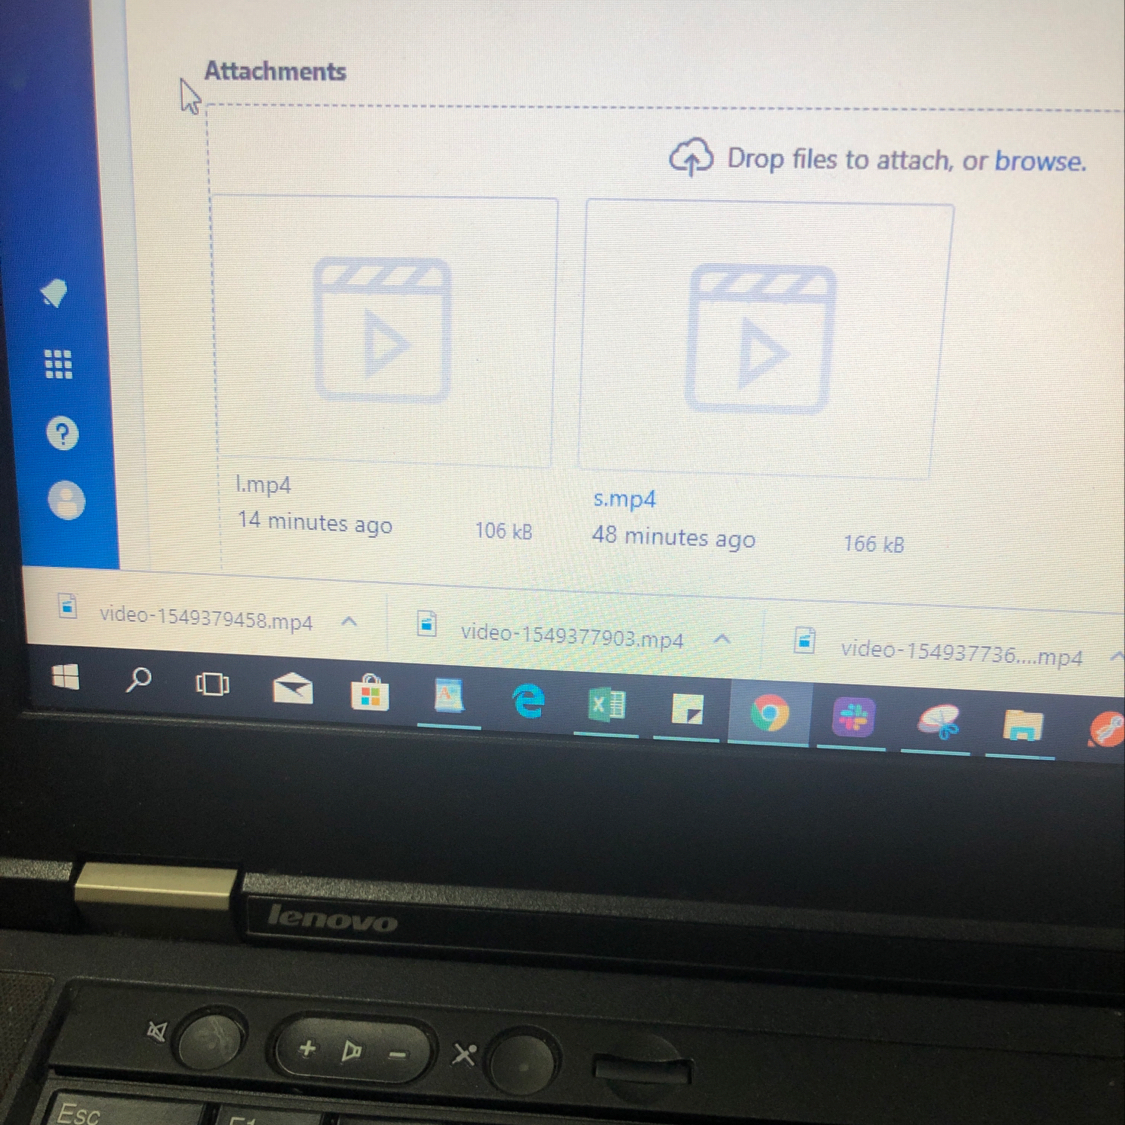 Attachments
Drop files to attach, or browse.
l.mp4
14 minutes ago 106 kB
s.mp4
48 minutes ago 166 kB
video-1549379458.mp4
video-1549377903.mp4
video-154937736....mp4
lenovo
Esc